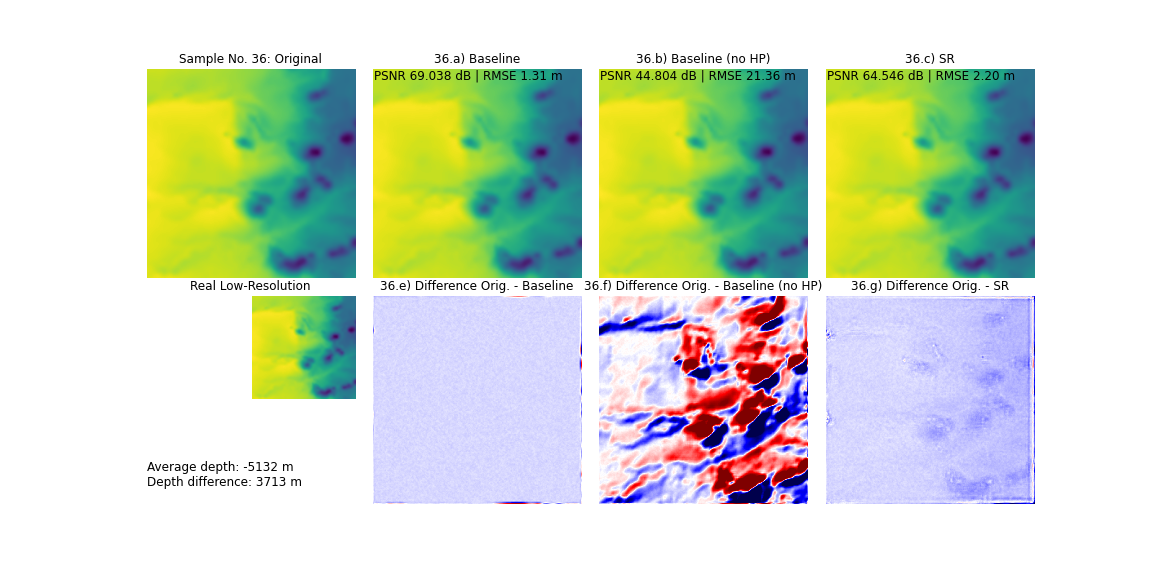 Sample No. 36: Original
36.a) Baseline
36.b) Baseline (no HP)
36.c) SR
PSNR 69.038 dB | RMSE 1.31 m
PSNR 44.804 dB | RMSE 21.36 m
PSNR 64.546 dB | RMSE 2.20 m
Real Low-Resolution
36.e) Difference Orig. - Baseline
36.f) Difference Orig. - Baseline (no HP)
36.g) Difference Orig. - SR
Average depth: -5132 m
Depth difference: 3713 m